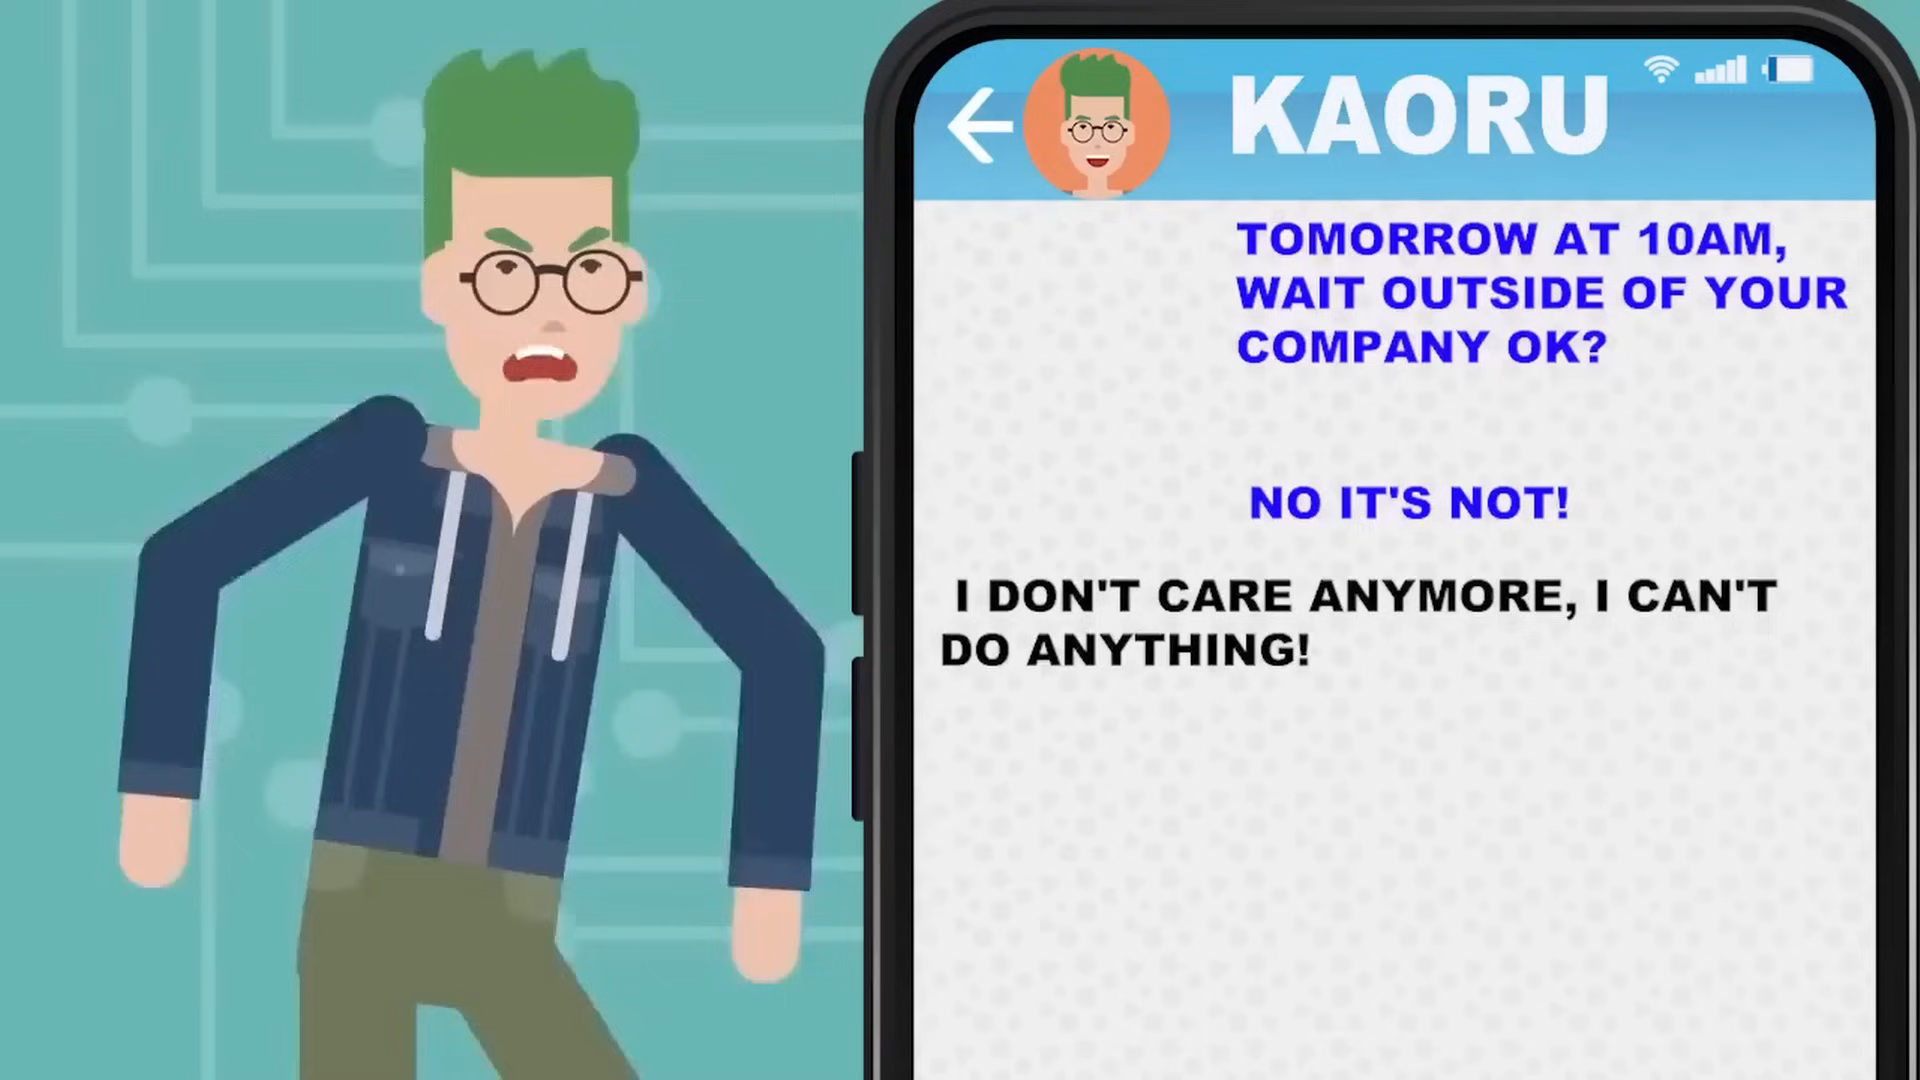 KAORU
TOMORROW AT 10AM,
WAIT OUTSIDE OF YOUR
COMPANY OK?
NO IT'S NOT!
I DON'T CARE ANYMORE, I CAN'T
DO ANYTHING!